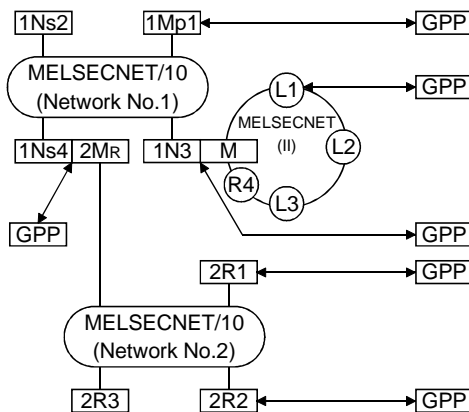 1Ns2 1Mp1 GPP
MELSECNET/10
(Network No.1)
L1 GPP
MELSECNET
(II)
L2
1Ns4 2MR 1N3 M
R4
L3
GPP GPP
2R1 GPP
MELSECNET/10
(Network No.2)
2R3 2R2 GPP